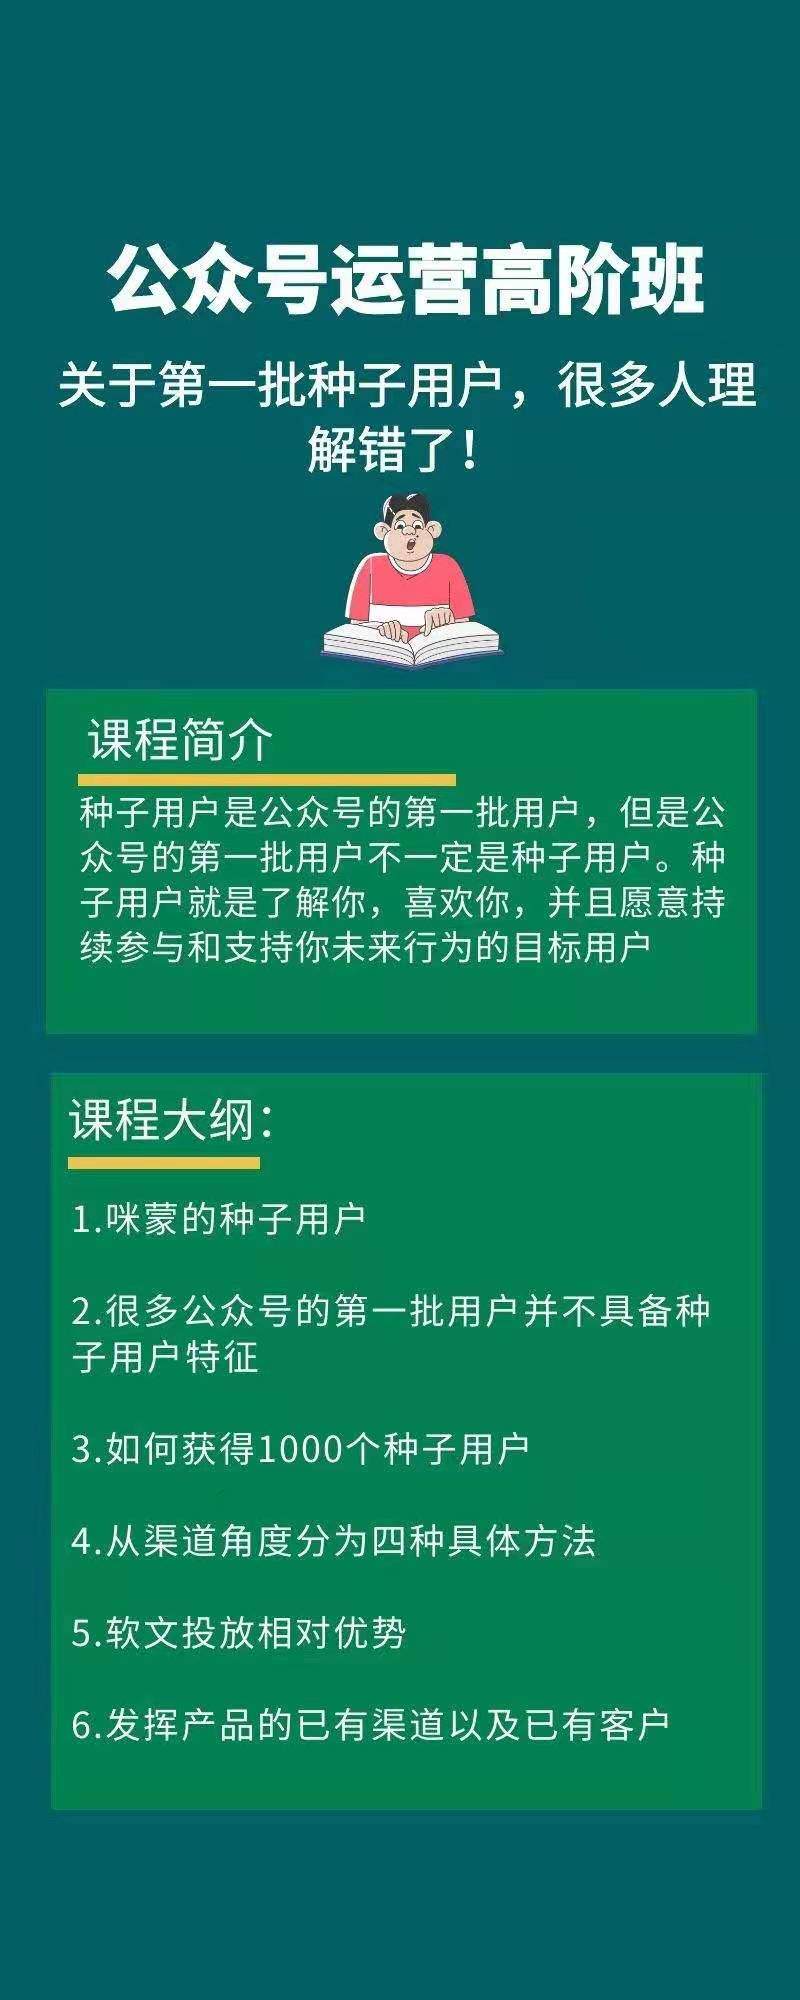 公众号运营高阶班
关于第一批种子用户，很多人理
解错了！
课程简介
种子用户是公众号的第一批用户，但是公
众号的第一批用户不一定是种子用户。种
子用户就是了解你，喜欢你，并且愿意持
续参与和支持你未来行为的目标用户
课程大纲：
1.咪蒙的种子用户
2.很多公众号的第一批用户并不具备种
子用户特征
3.如何获得1000个种子用户
4.从渠道角度分为四种具体方法
5.软文投放相对优势
6.发挥产品的已有渠道以及已有客户